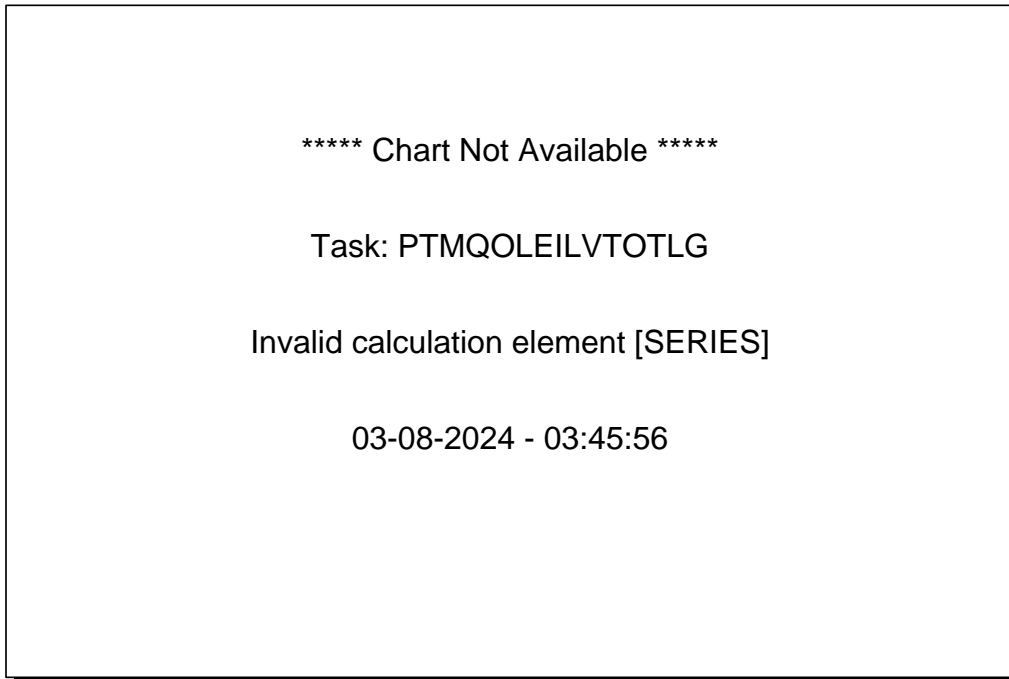 ***** Chart Not Available *****
Task: PTMQOLEILVTOTLG
Invalid calculation element [SERIES]
03-08-2024 - 03:45:56